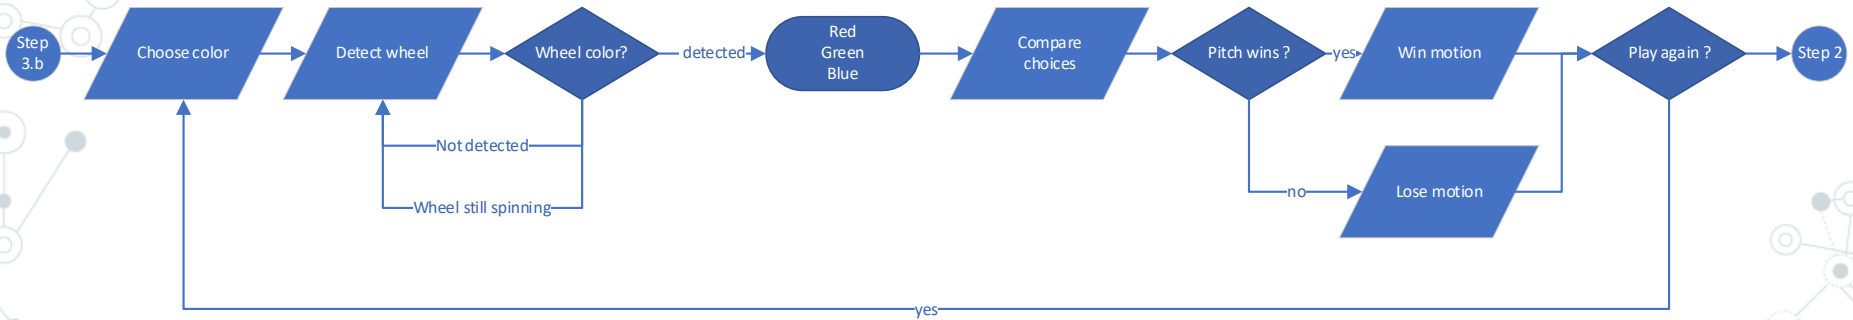 Step
3.b
Choose color
Detect wheel
Wheel color?
detected
Red
Green
Blue
Compare
choices
Pitch wins ?
yes
Win motion
Play again ?
Step 2
Not detected
Wheel still spinning
no
Lose motion
yes